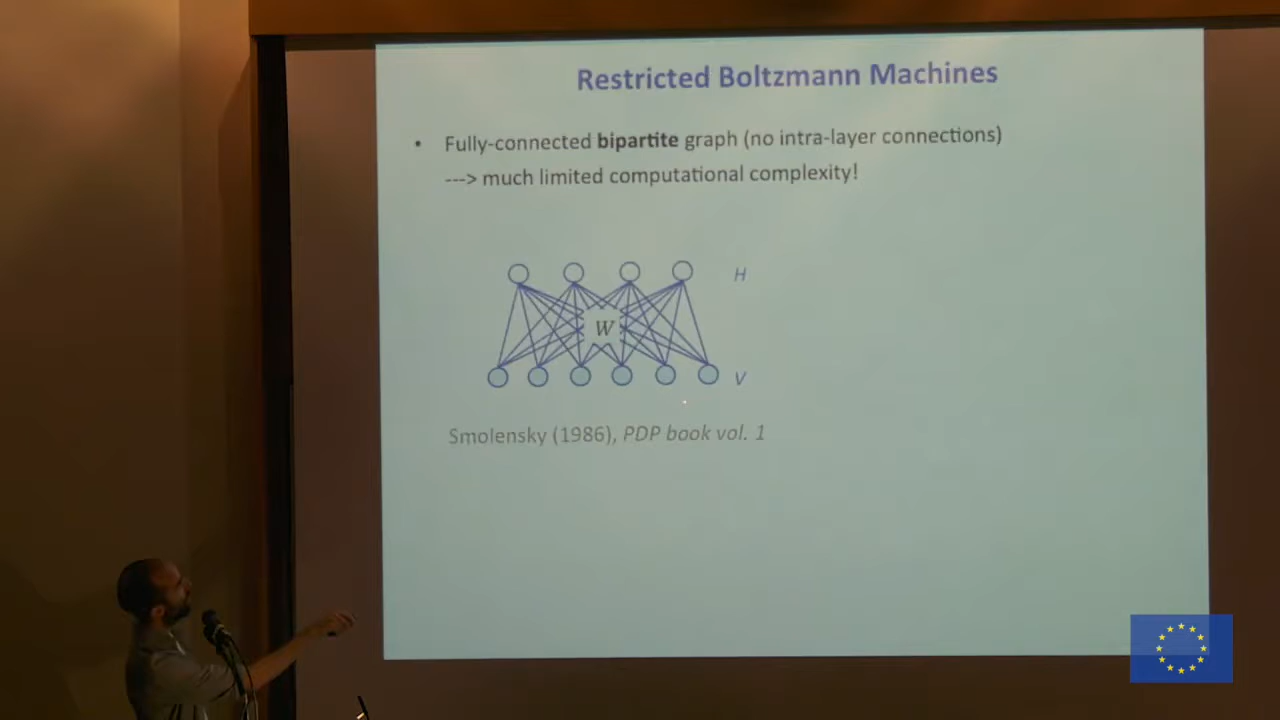 Restricted Boltzmann Machines
• Fully-connected bipartite graph (no intra-layer connections)
---> much limited computational complexity!
H
W
V
Smolensky (1986), PDP book vol. 1